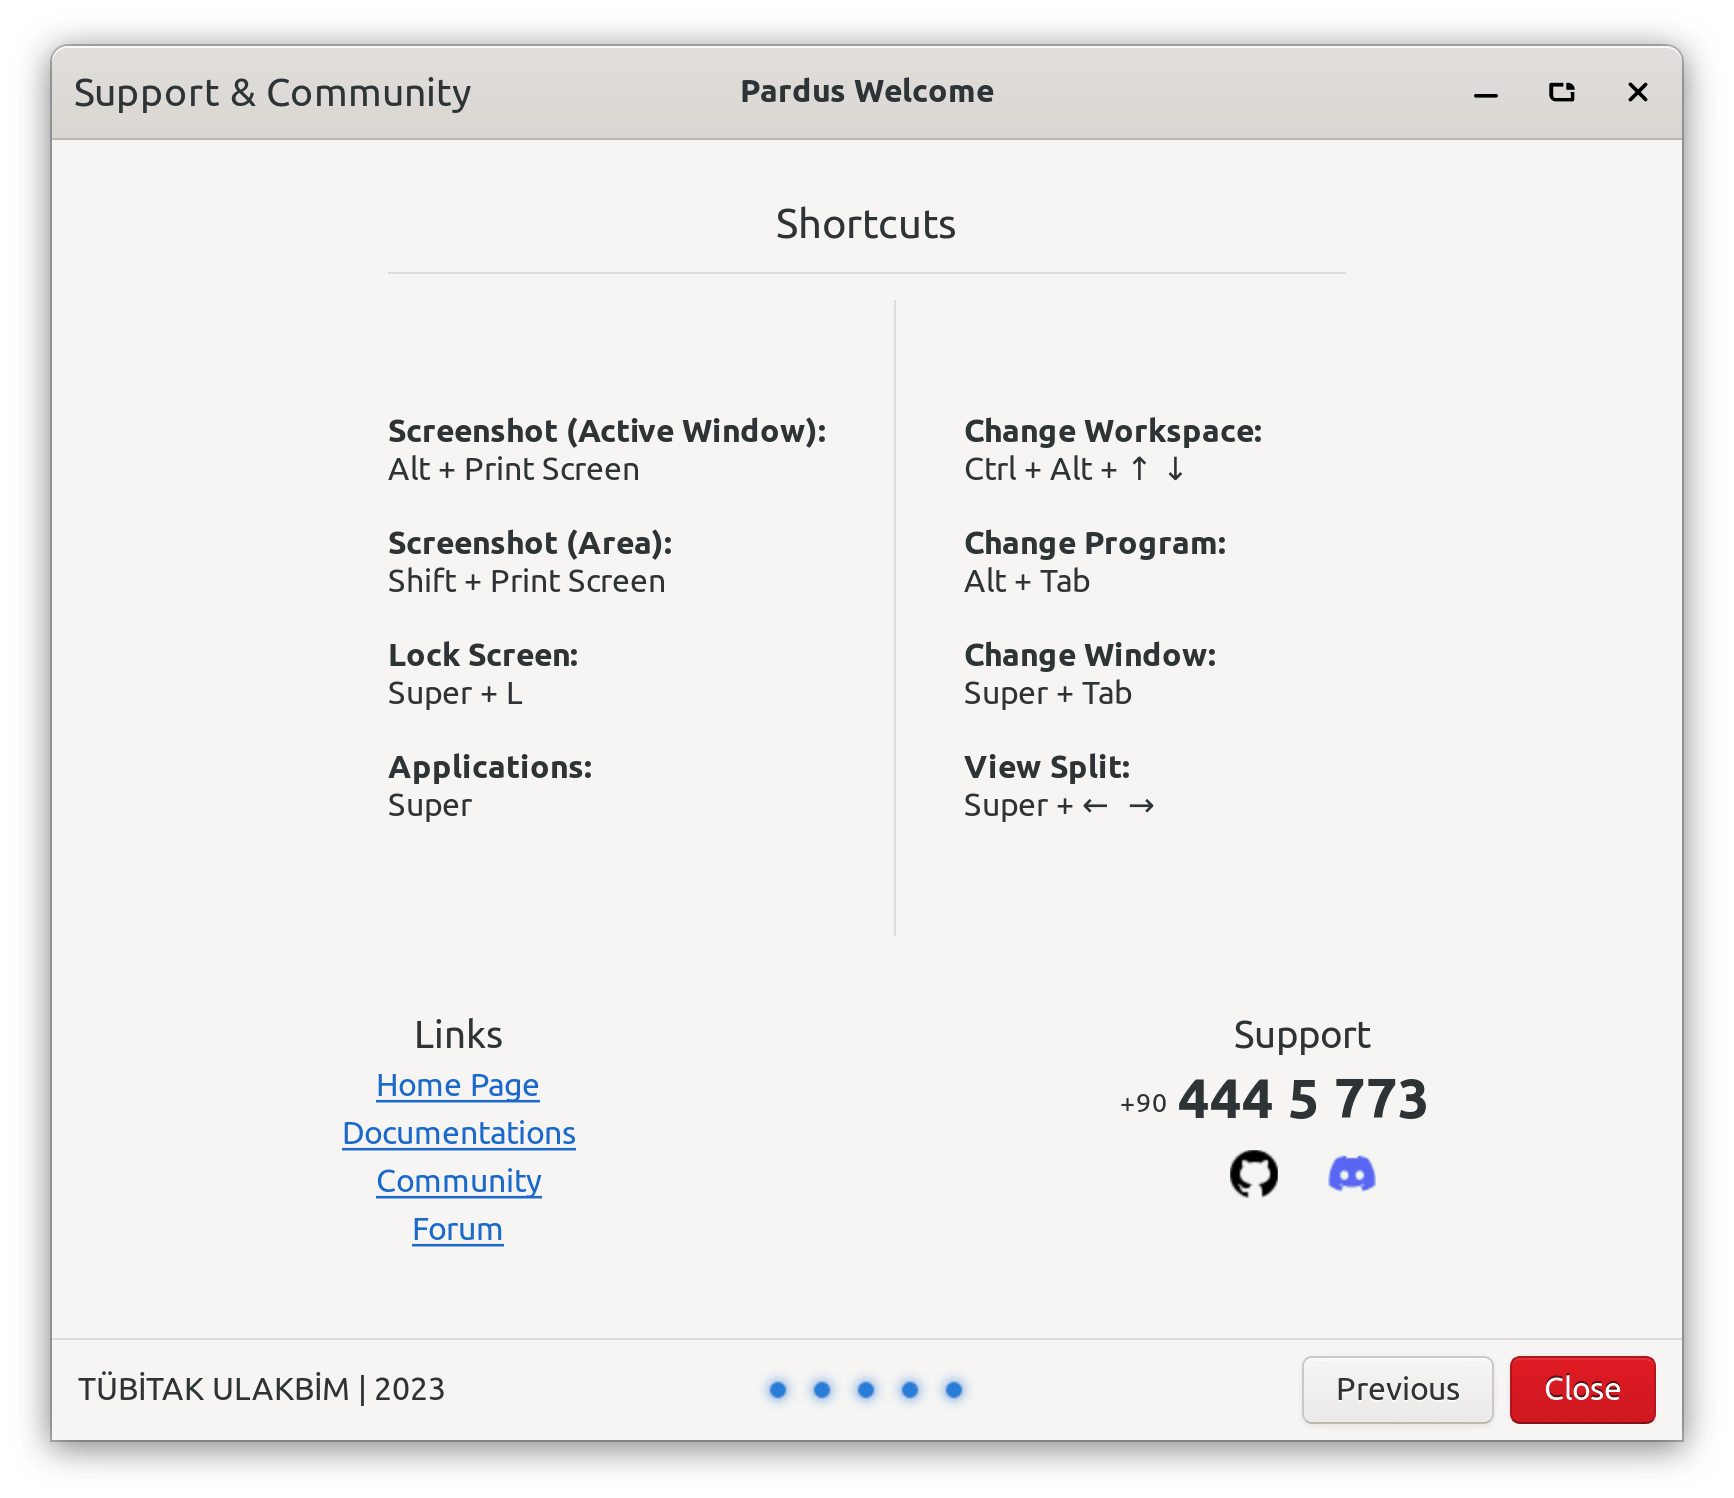 Support & Community
Pardus Welcome
Shortcuts
Screenshot (Active Window):
Alt + Print Screen
Screenshot (Area):
Shift + Print Screen
Lock Screen:
Super + L
Applications:
Super
Change Workspace:
Ctrl + Alt + ↑ ↓
Change Program:
Alt + Tab
Change Window:
Super + Tab
View Split:
Super + ← →
Links
Home Page
Documentations
Community
Forum
Support
+90 444 5 773
TÜBİTAK ULAKBİM | 2023
Previous
Close